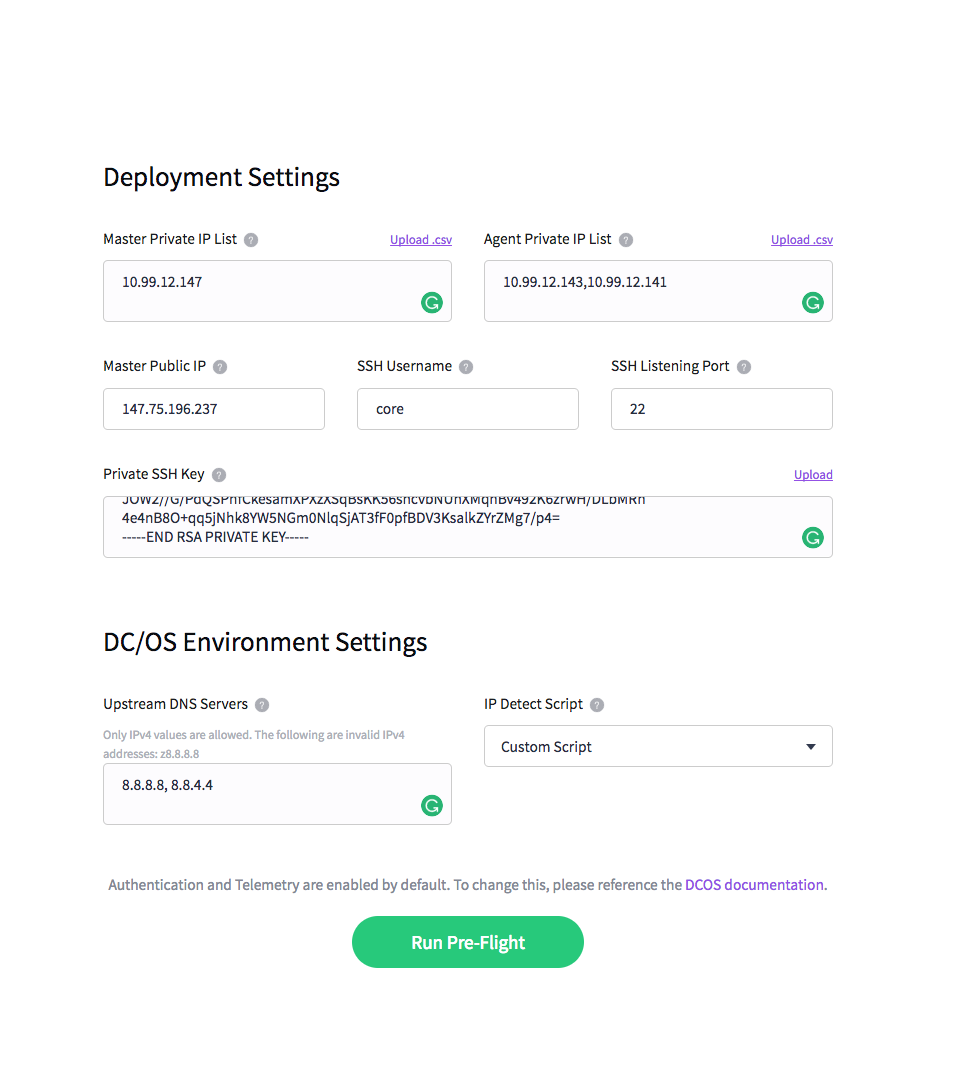 Deployment Settings
Master Private IP List ? Upload .csv
Agent Private IP List ? Upload .csv
10.99.12.147
10.99.12.143,10.99.12.141
Master Public IP ?
SSH Username ?
SSH Listening Port ?
147.75.196.237
core
22
Private SSH Key ? Upload
4e4nB8O+qq5jNhk8YW5NGm0NlqSjAT3fF0pfBDV3KsalkZYrZMg7/p4=
-----END RSA PRIVATE KEY-----
DC/OS Environment Settings
Upstream DNS Servers ?
IP Detect Script ?
Only IPv4 values are allowed. The following are invalid IPv4
addresses: z8.8.8.8
Custom Script
8.8.8.8, 8.8.4.4
Authentication and Telemetry are enabled by default. To change this, please reference the DCOS documentation.
Run Pre-Flight